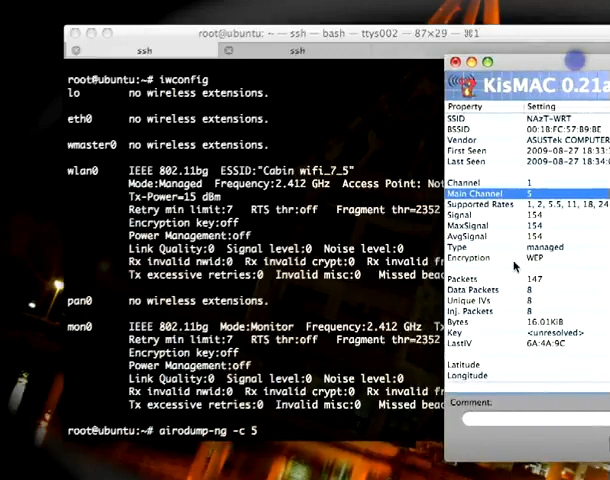 root@ubuntu: ~ — ssh — bash — ttys002 — 87×29 — ⌘1
ssh
ssh
root@ubuntu:~# iwconfig
lo no wireless extensions.
eth0 no wireless extensions.
wmaster0 no wireless extensions.
wlan0 IEEE 802.11bg ESSID:"Cabin wifi_7_5"
Mode:Managed Frequency:2.412 GHz Access Point: Not
Tx-Power=15 dBm
Retry min limit:7 RTS thr:off Fragment thr=2352
Encryption key:off
Power Management:off
Link Quality:0 Signal level:0 Noise level:0
Rx invalid nwid:0 Rx invalid crypt:0 Rx invalid fr
Tx excessive retries:0 Invalid misc:0 Missed beac
pan0 no wireless extensions.
mon0 IEEE 802.11bg Mode:Monitor Frequency:2.412 GHz Tx
Retry min limit:7 RTS thr:off Fragment thr=2352
Encryption key:off
Power Management:off
Link Quality:0 Signal level:0 Noise level:0
Rx invalid nwid:0 Rx invalid crypt:0 Rx invalid fr
Tx excessive retries:0 Invalid misc:0 Missed beac
root@ubuntu:~# airodump-ng -c 5
KisMAC 0.21a
Property Setting
SSID NAzT-WRT
BSSID 00:18:FC:57:B9:BE
Vendor ASUSTek COMPUTER
First Seen 2009-08-27 18:33:
Last Seen 2009-08-27 18:34:
Channel 1
Main Channel 5
Supported Rates 1, 2, 5.5, 11, 18, 24
Signal 154
MaxSignal 154
AvgSignal 154
Type managed
Encryption WEP
Packets 147
Data Packets 8
Unique IVs 8
Inj. Packets 8
Bytes 16.01KiB
Key <unresolved>
LastIV 6A:4A:9C
Latitude
Longitude
Comment: